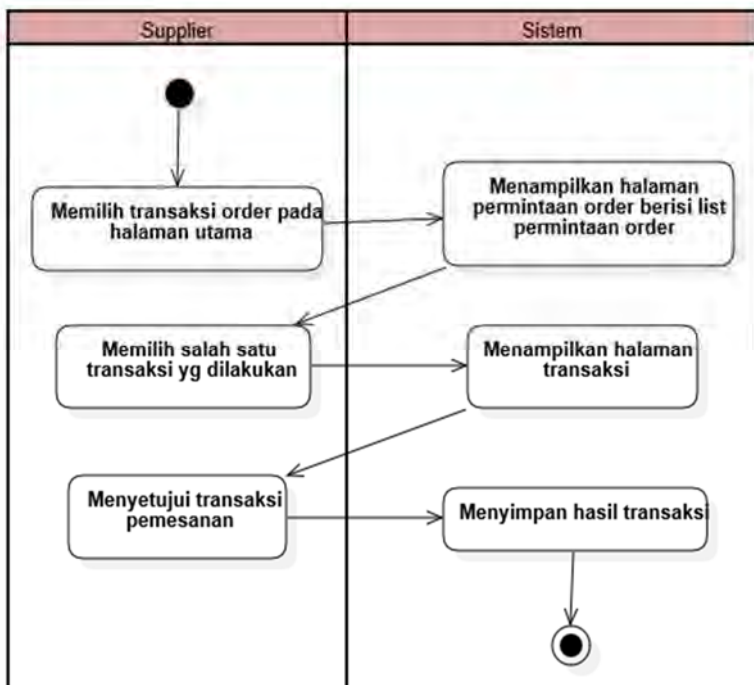 Supplier
Sistem
Memilih transaksi order pada
halaman utama
Menampilkan halaman
permintaan order berisi list
permintaan order
Memilih salah satu
transaksi yg dilakukan
Menampilkan halaman
transaksi
Menyetujui transaksi
pemesanan
Menyimpan hasil transaksi